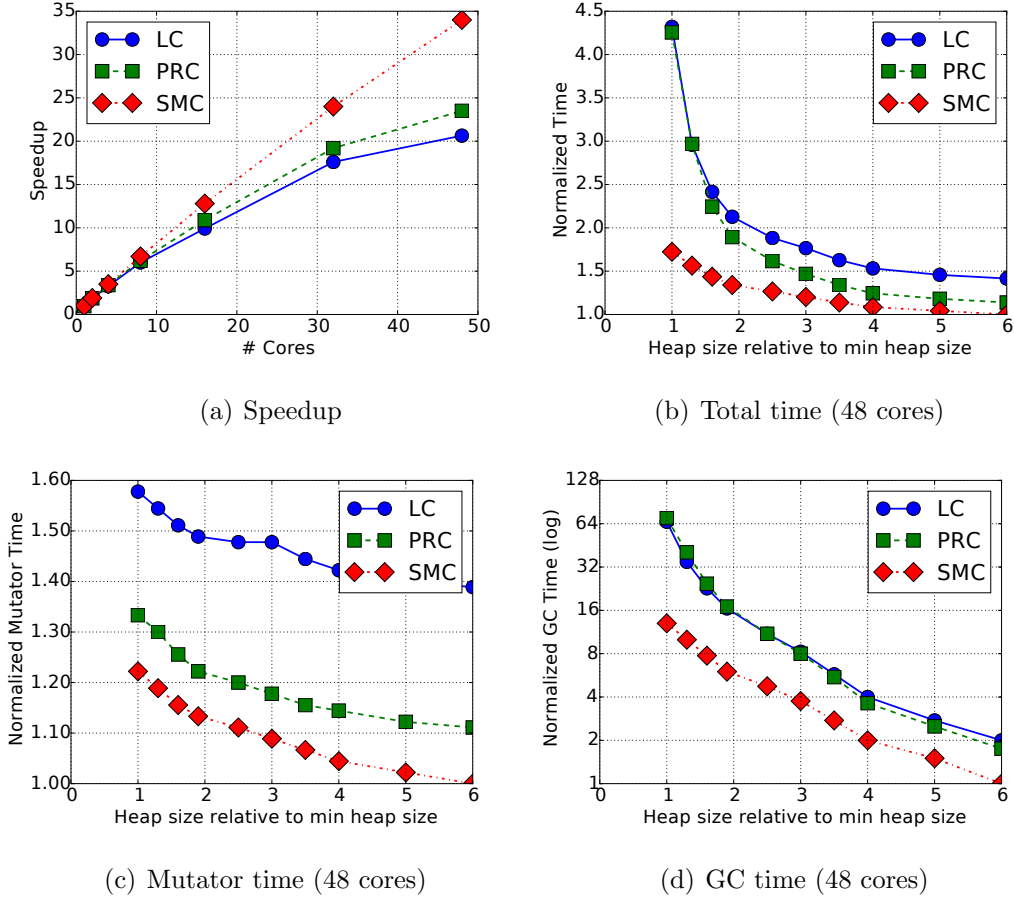 35
30
25
20
15
10
5
0
Speedup
LC
PRC
SMC
0 10 20 30 40 50
# Cores
(a) Speedup
4.5
4.0
3.5
3.0
2.5
2.0
1.5
1.0
Normalized Time
LC
PRC
SMC
0 1 2 3 4 5 6
Heap size relative to min heap size
(b) Total time (48 cores)
1.60
1.50
1.40
1.30
1.20
1.10
1.00
Normalized Mutator Time
LC
PRC
SMC
0 1 2 3 4 5 6
Heap size relative to min heap size
(c) Mutator time (48 cores)
128
64
32
16
8
4
2
1
Normalized GC Time (log)
LC
PRC
SMC
0 1 2 3 4 5 6
Heap size relative to min heap size
(d) GC time (48 cores)